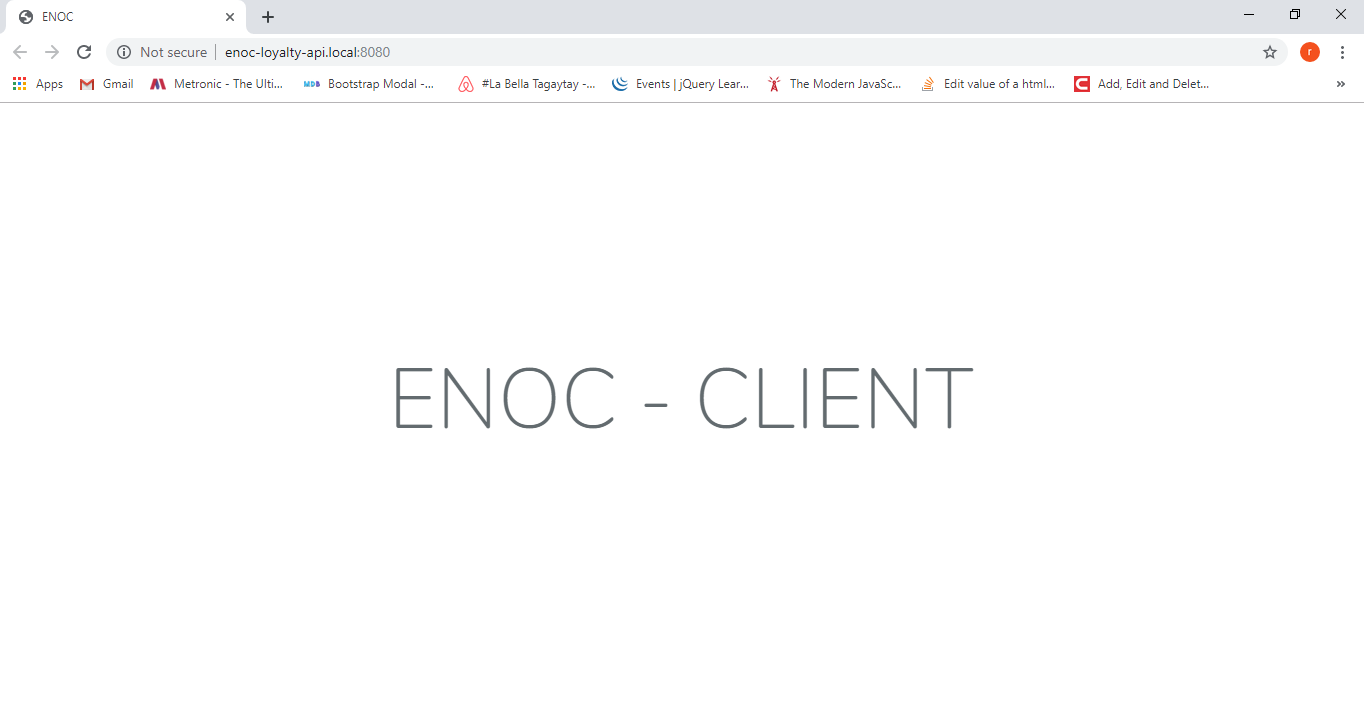 ENOC
Not secure enoc-loyalty-api.local:8080 r
Apps Gmail Metronic - The Ulti... MDB Bootstrap Modal -... #La Bella Tagaytay -... Events | jQuery Lear... The Modern JavaSc... Edit value of a html... Add, Edit and Delet... »
ENOC - CLIENT